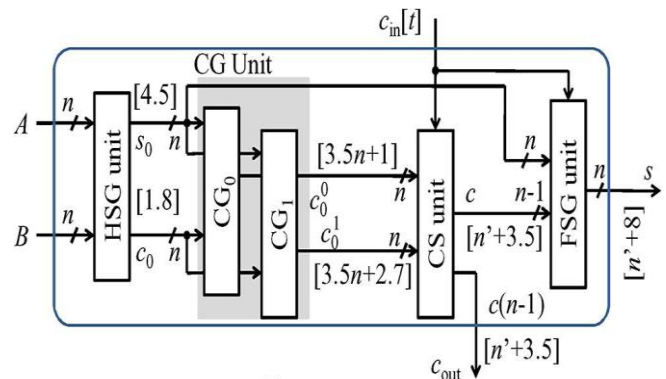 c_in[t]
CG Unit
n
[4.5]
A
s_0
n
HSG unit
CG_0
CG_1
[3.5n+1]
c_0^0
n
n
[1.8]
B
n
c_0
n
c_0^1
n
[3.5n+2.7]
CS unit
c
n-1
[n'+3.5]
FSG unit
n
s
[n'+8]
c(n-1)
[n'+3.5]
c_out